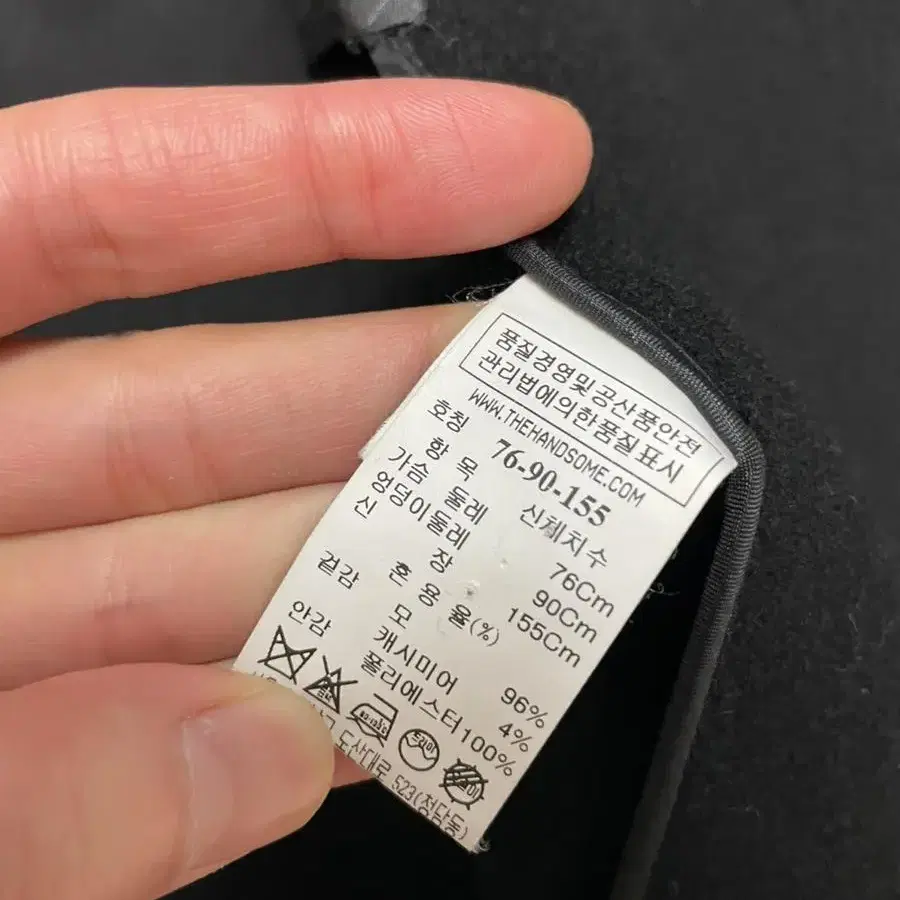 품질경영및공산품안전
관리법에의한품질표시
WWW.THEHANDSOME.COM
호칭 76-90-155
항 목 신체치수
가슴 둘레 76Cm
엉덩이둘레 90Cm
신 장 155Cm
혼 용 율(%)
겉감 모 96%
캐시미어 4%
안감 폴리에스터100%
드라이
도산대로 523(청담동)